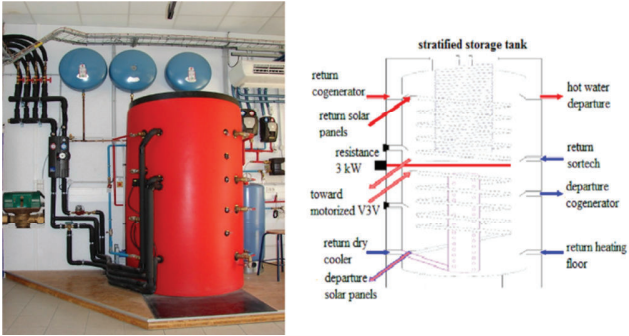 stratified storage tank
return
cogenerator
hot water
departure
return solar
panels
resistance
3 kW
return
sortech
toward
motorized V3V
departure
cogenerator
return dry
cooler
departure
solar panels
return heating
floor